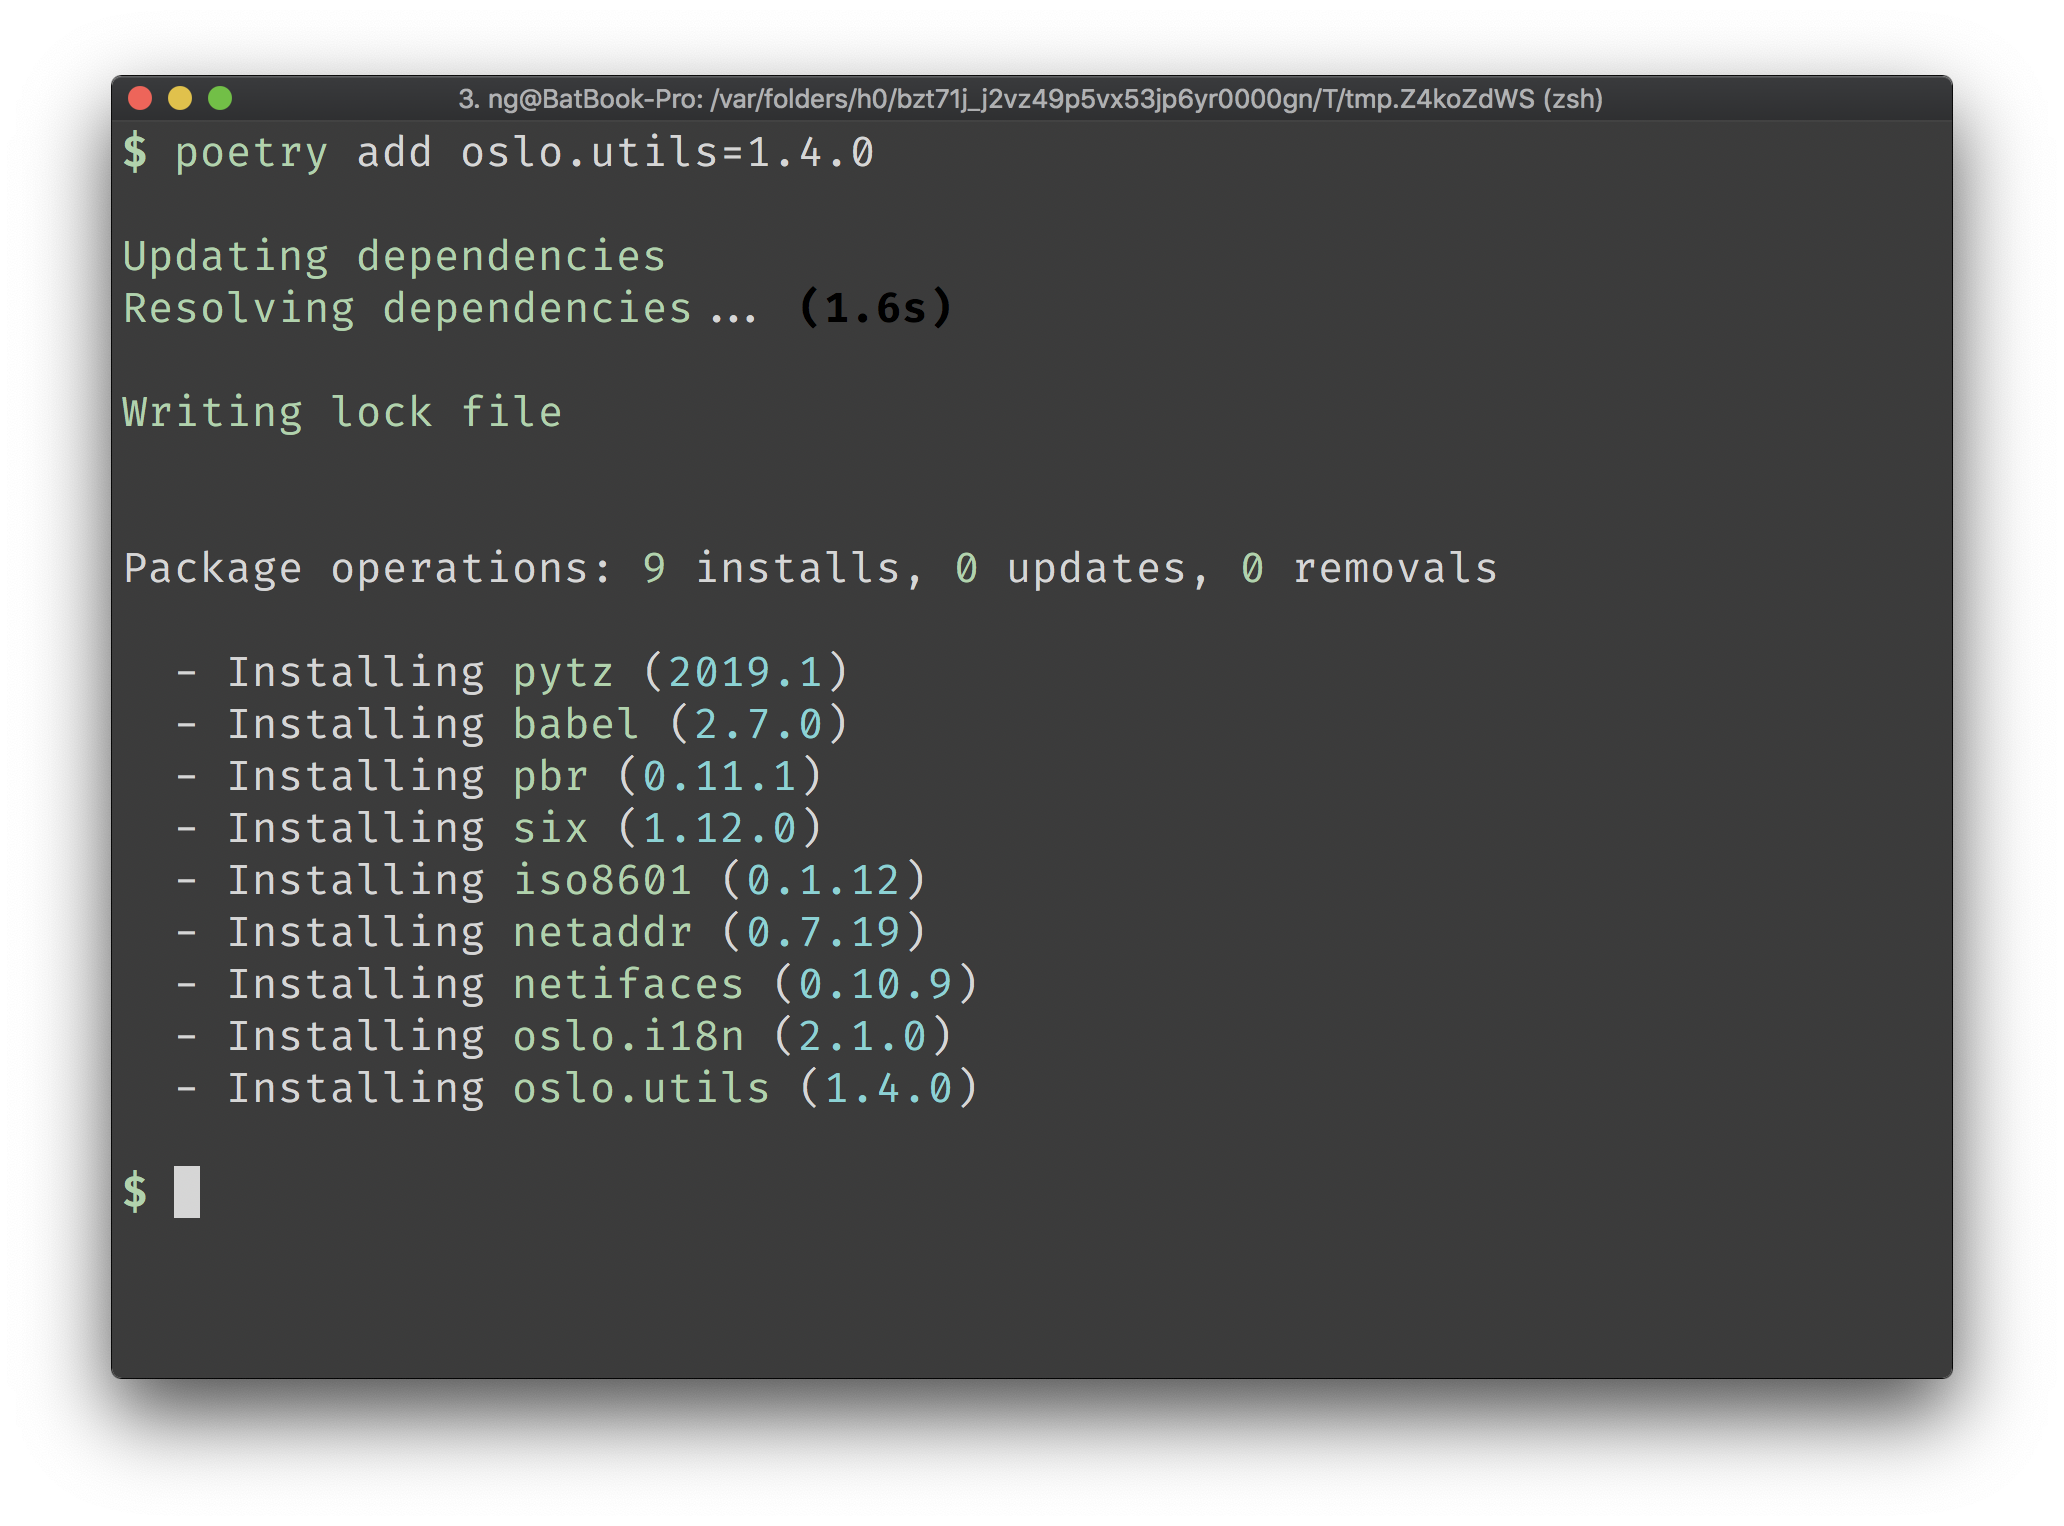 3. ng@BatBook-Pro: /var/folders/h0/bzt71j_j2vz49p5vx53jp6yr0000gn/T/tmp.Z4koZdWS (zsh)
$ poetry add oslo.utils=1.4.0
Updating dependencies
Resolving dependencies... (1.6s)
Writing lock file
Package operations: 9 installs, 0 updates, 0 removals
- Installing pytz (2019.1)
- Installing babel (2.7.0)
- Installing pbr (0.11.1)
- Installing six (1.12.0)
- Installing iso8601 (0.1.12)
- Installing netaddr (0.7.19)
- Installing netifaces (0.10.9)
- Installing oslo.i18n (2.1.0)
- Installing oslo.utils (1.4.0)
$